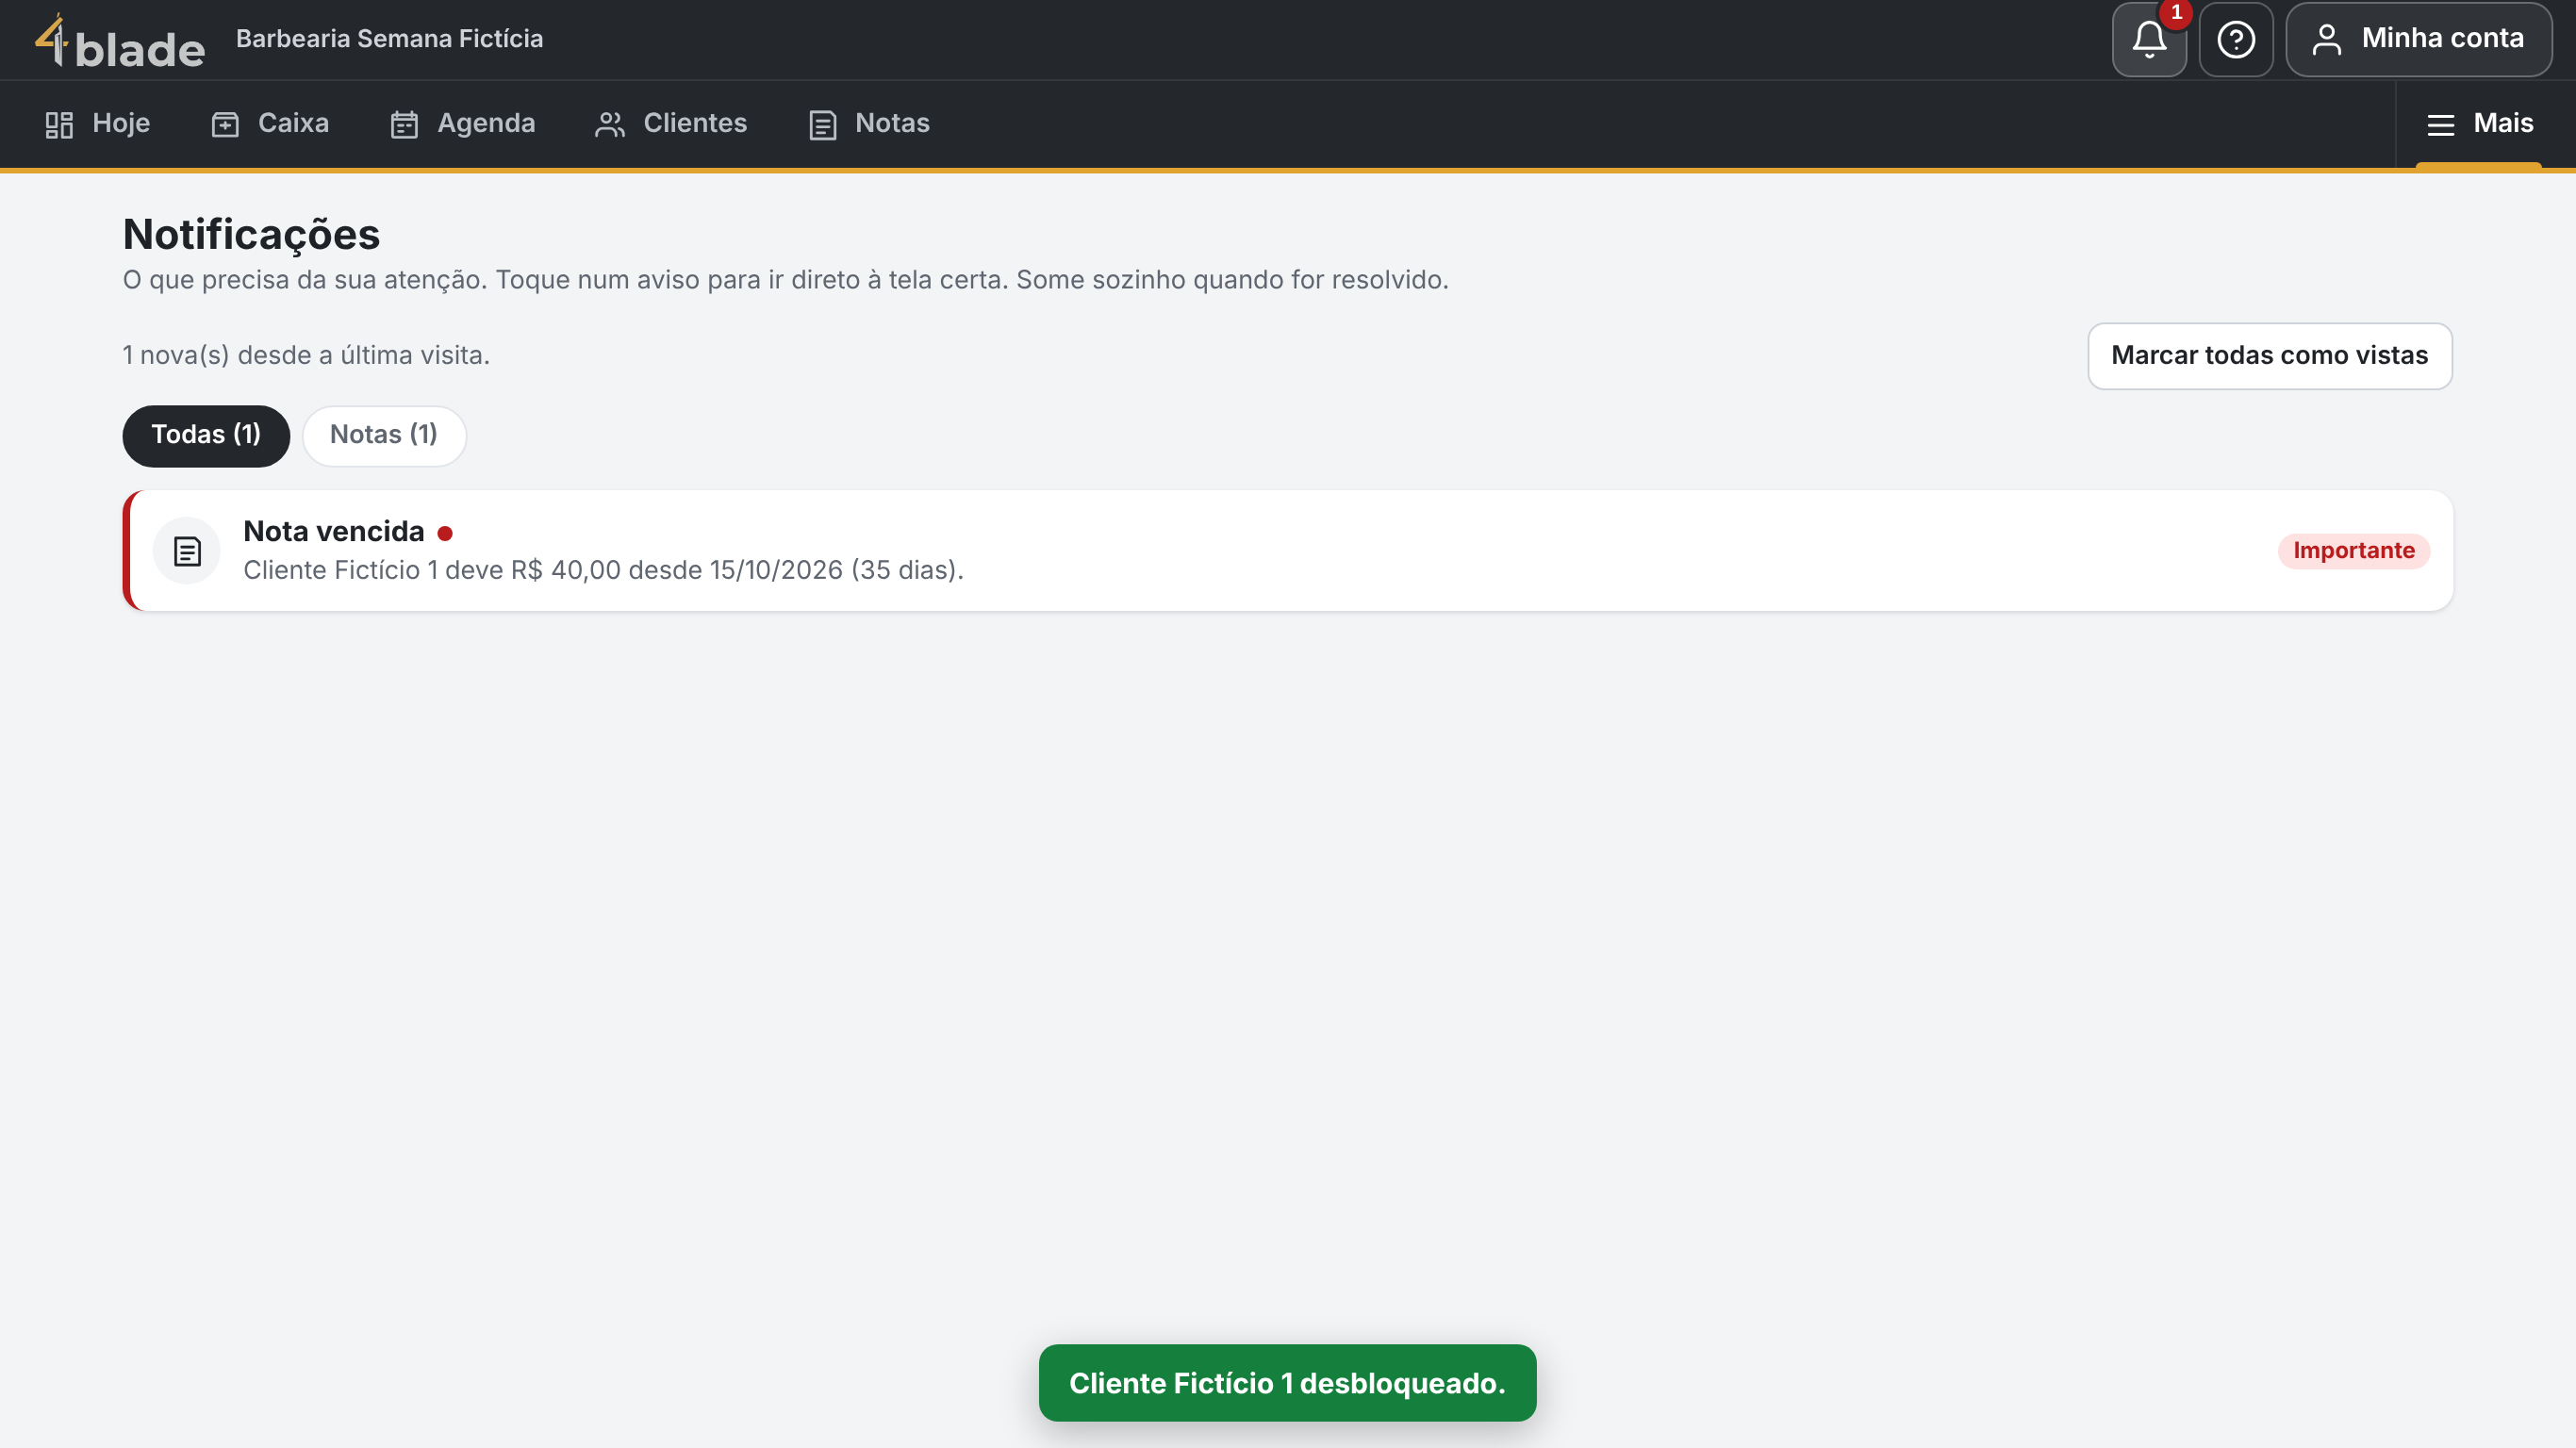 4blade
Barbearia Semana Fictícia
1
Minha conta
Hoje
Caixa
Agenda
Clientes
Notas
Mais
Notificações
O que precisa da sua atenção. Toque num aviso para ir direto à tela certa. Some sozinho quando for resolvido.
1 nova(s) desde a última visita.
Marcar todas como vistas
Todas (1)
Notas (1)
Nota vencida
Cliente Fictício 1 deve R$ 40,00 desde 15/10/2026 (35 dias).
Importante
Cliente Fictício 1 desbloqueado.